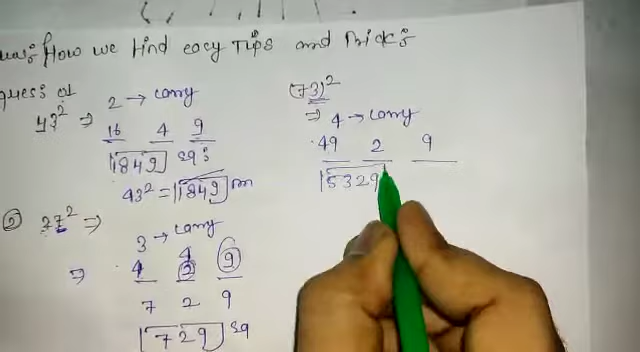 How we find easy Tips and Tricks
2 → carry
43² ⇒
16 4 9
1849 sq
43² = 1849
② 27² ⇒
3 → carry
⇒ 4 4 2 9
7 2 9
729 sq
(73)²
⇒ 4 → carry
49 2 9
5329